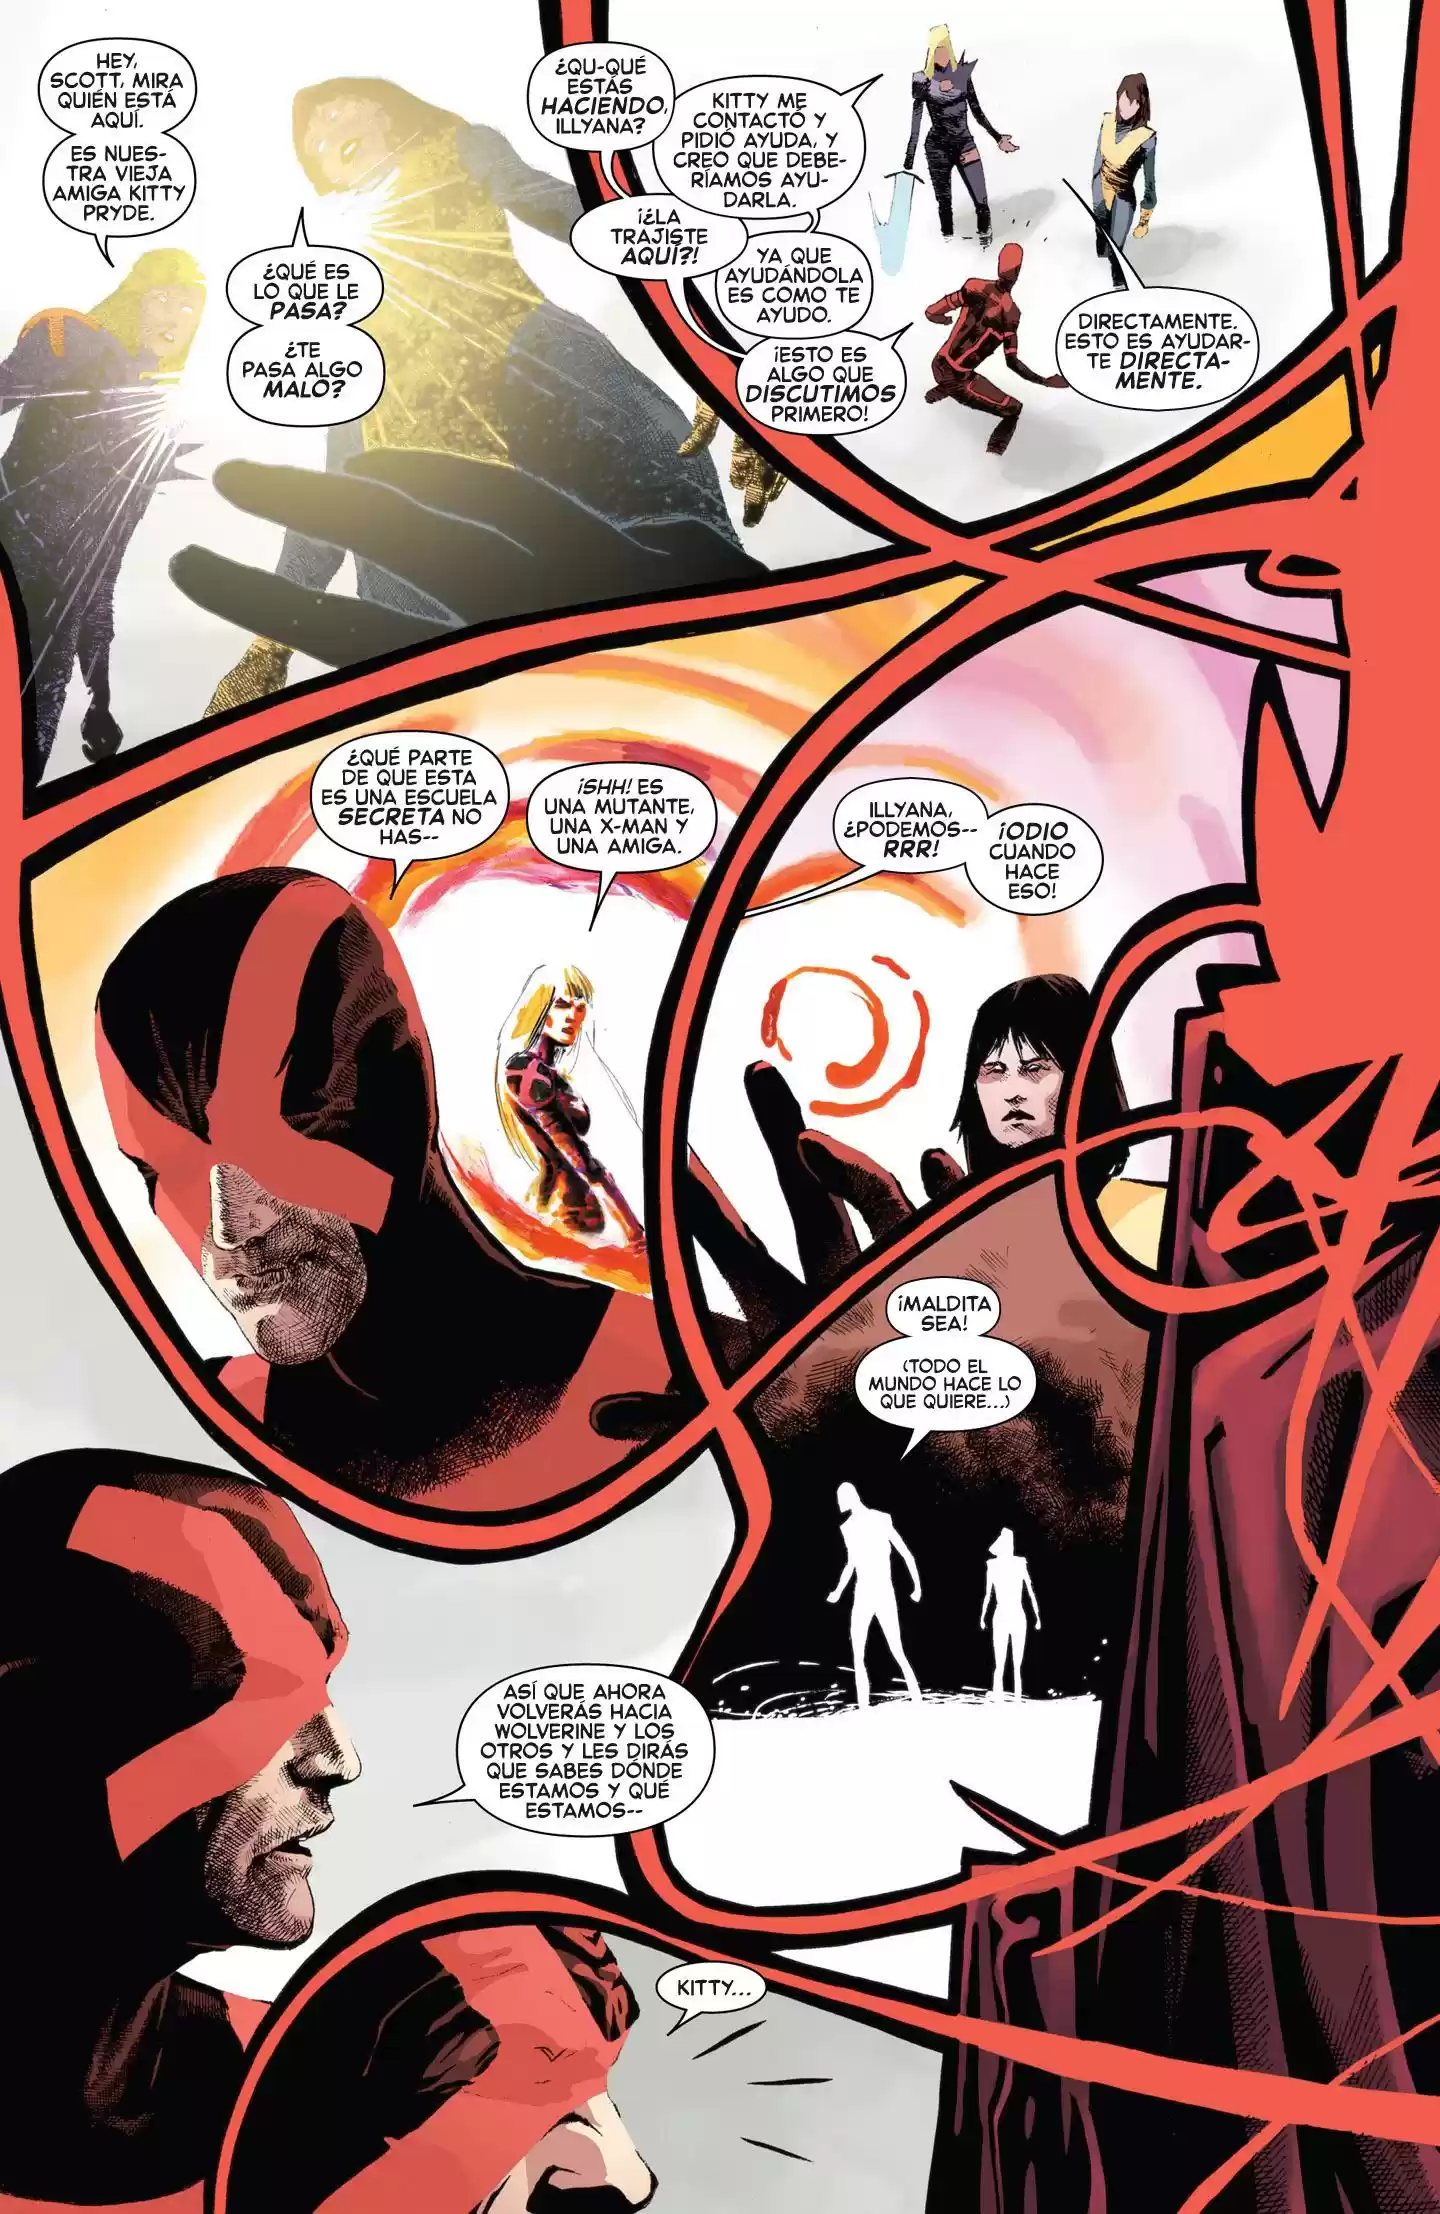 HEY,
SCOTT, MIRA
QUIÉN ESTÁ
AQUÍ.
ES NUES-
TRA VIEJA
AMIGA KITTY
PRYDE.
¿QUÉ ES
LO QUE LE
PASA?
¿TE
PASA ALGO
MALO?
¿QU-QUÉ
ESTÁS
HACIENDO,
ILLYANA?
KITTY ME
CONTACTÓ Y
PIDIÓ AYUDA, Y
CREO QUE DEBE-
RÍAMOS AYU-
DARLA.
¡¿LA
TRAJISTE
AQUÍ?!
YA QUE
AYUDÁNDOLA
ES COMO TE
AYUDO.
¡ESTO ES
ALGO QUE
DISCUTIMOS
PRIMERO!
DIRECTAMENTE.
ESTO ES AYUDAR-
TE DIRECTA-
MENTE.
¿QUÉ PARTE
DE QUE ESTA
ES UNA ESCUELA
SECRETA NO
HAS--
¡SHH! ES
UNA MUTANTE,
UNA X-MAN Y
UNA AMIGA.
ILLYANA,
¿PODEMOS--
RRR!
¡ODIO
CUANDO
HACE
ESO!
¡MALDITA
SEA!
(TODO EL
MUNDO HACE LO
QUE QUIERE...)
ASÍ QUE AHORA
VOLVERÁS HACIA
WOLVERINE Y LOS
OTROS Y LES DIRÁS
QUE SABES DÓNDE
ESTAMOS Y QUÉ
ESTAMOS--
KITTY...